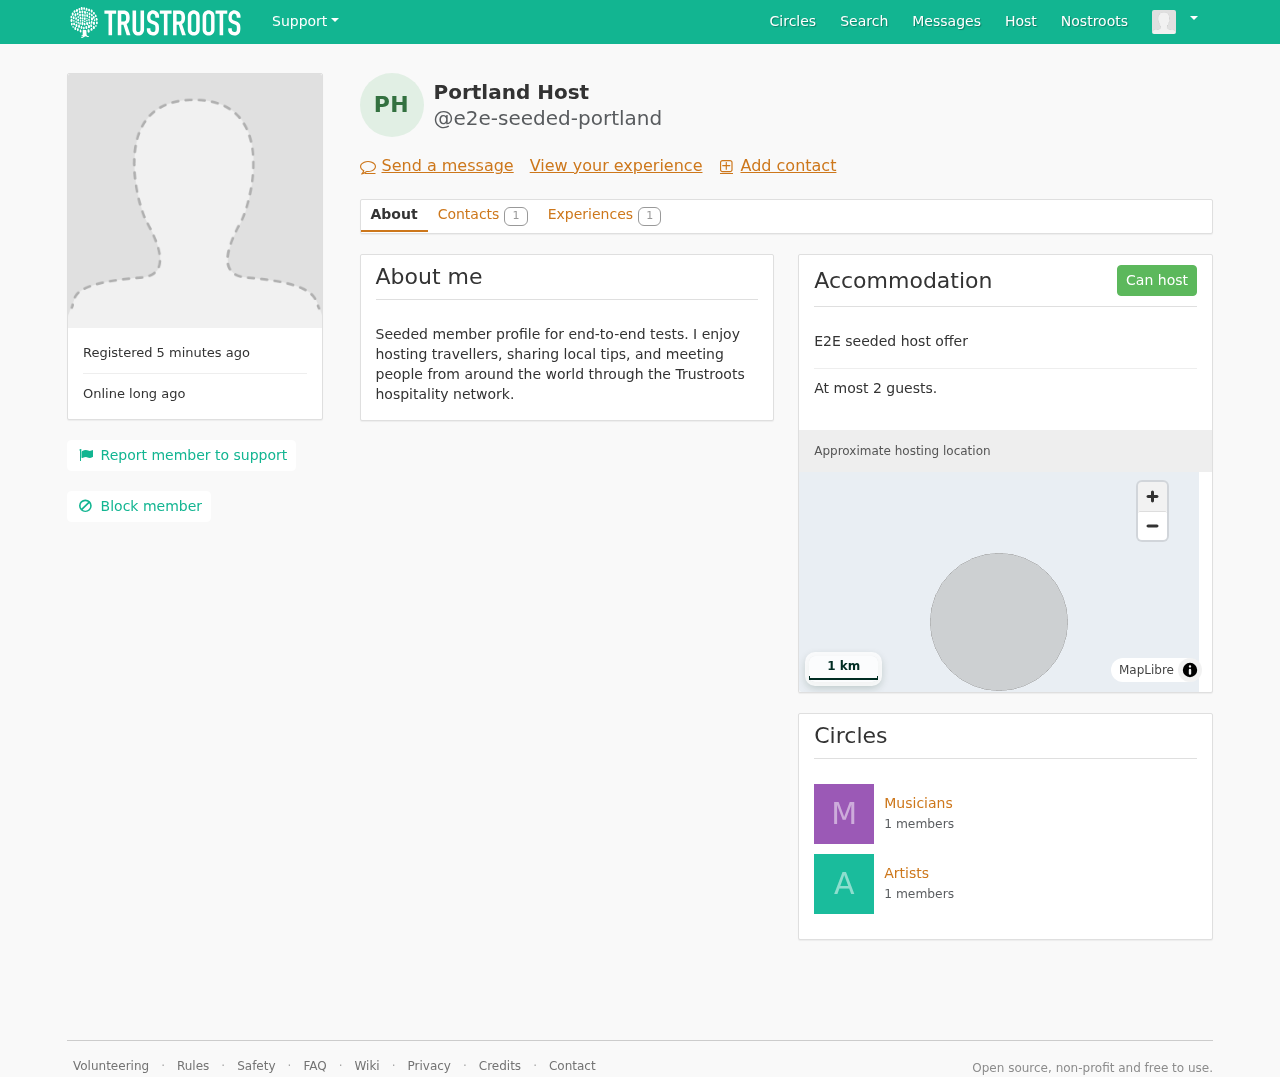 TRUSTROOTS Support Circles Search Messages Host Nostroots
PH
Portland Host
@e2e-seeded-portland
Send a message View your experience Add contact
About Contacts 1 Experiences 1
Registered 5 minutes ago
Online long ago
Report member to support
Block member
About me
Seeded member profile for end-to-end tests. I enjoy
hosting travellers, sharing local tips, and meeting
people from around the world through the Trustroots
hospitality network.
Accommodation Can host
E2E seeded host offer
At most 2 guests.
Approximate hosting location
1 km
MapLibre
Circles
M
Musicians
1 members
A
Artists
1 members
Volunteering · Rules · Safety · FAQ · Wiki · Privacy · Credits · Contact
Open source, non-profit and free to use.